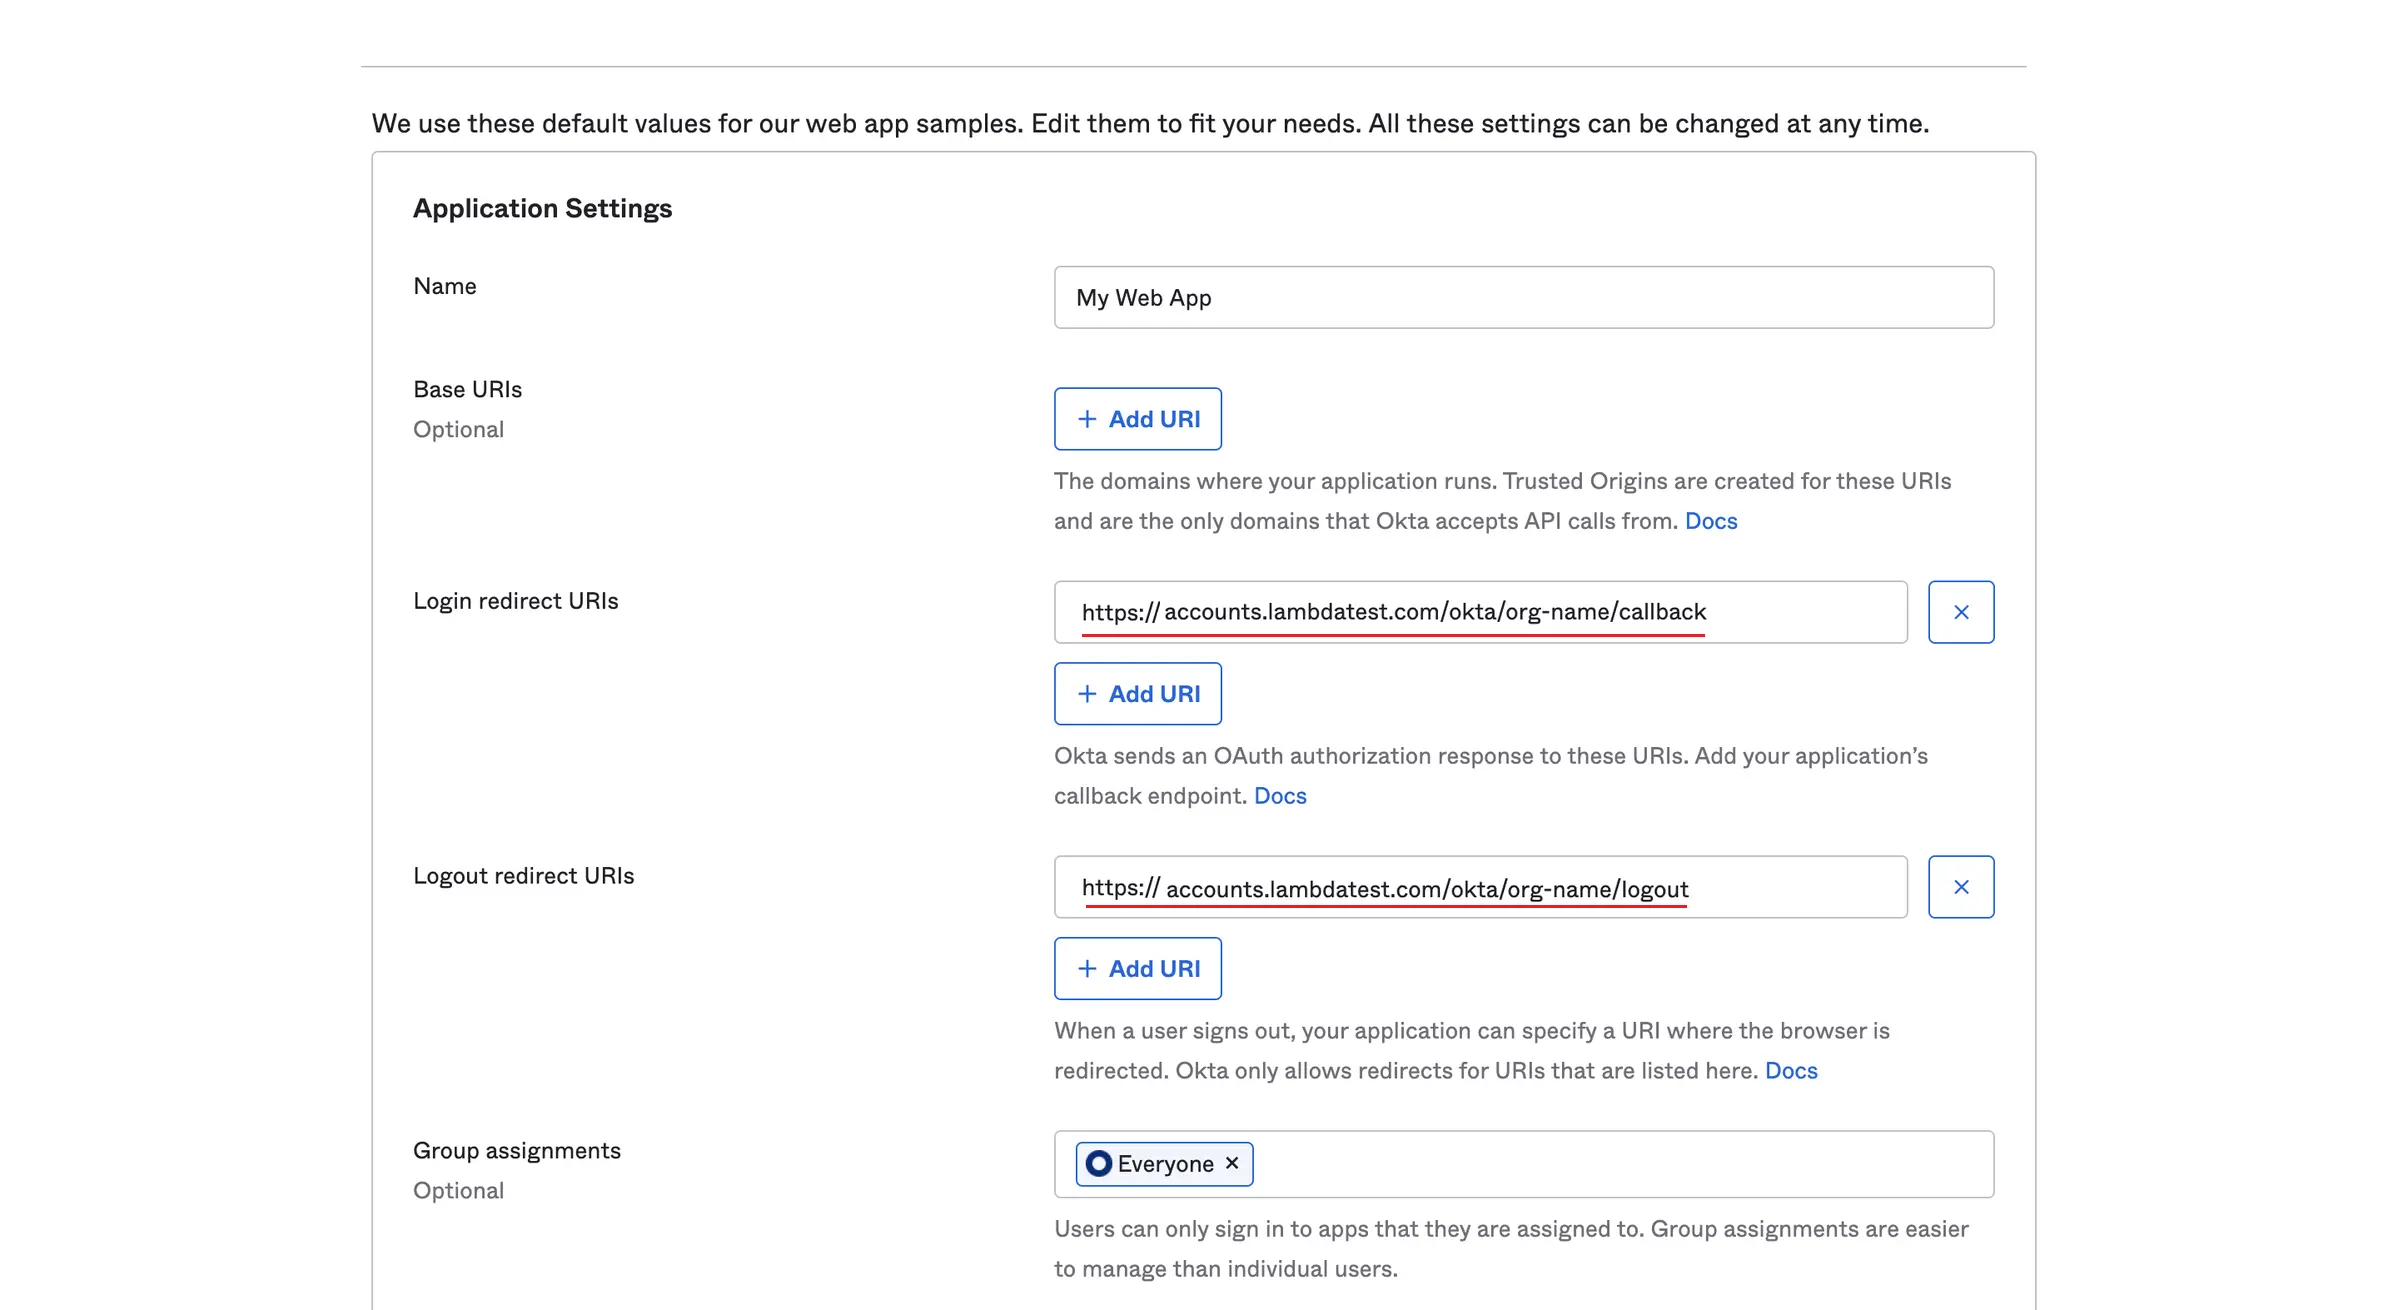 We use these default values for our web app samples. Edit them to fit your needs. All these settings can be changed at any time.
Application Settings
Name
My Web App
Base URIs
Optional
+ Add URI
The domains where your application runs. Trusted Origins are created for these URIs
and are the only domains that Okta accepts API calls from. Docs
Login redirect URIs
https:// accounts.lambdatest.com/okta/org-name/callback
+ Add URI
Okta sends an OAuth authorization response to these URIs. Add your application’s
callback endpoint. Docs
Logout redirect URIs
https:// accounts.lambdatest.com/okta/org-name/logout
+ Add URI
When a user signs out, your application can specify a URI where the browser is
redirected. Okta only allows redirects for URIs that are listed here. Docs
Group assignments
Optional
Everyone ×
Users can only sign in to apps that they are assigned to. Group assignments are easier
to manage than individual users.